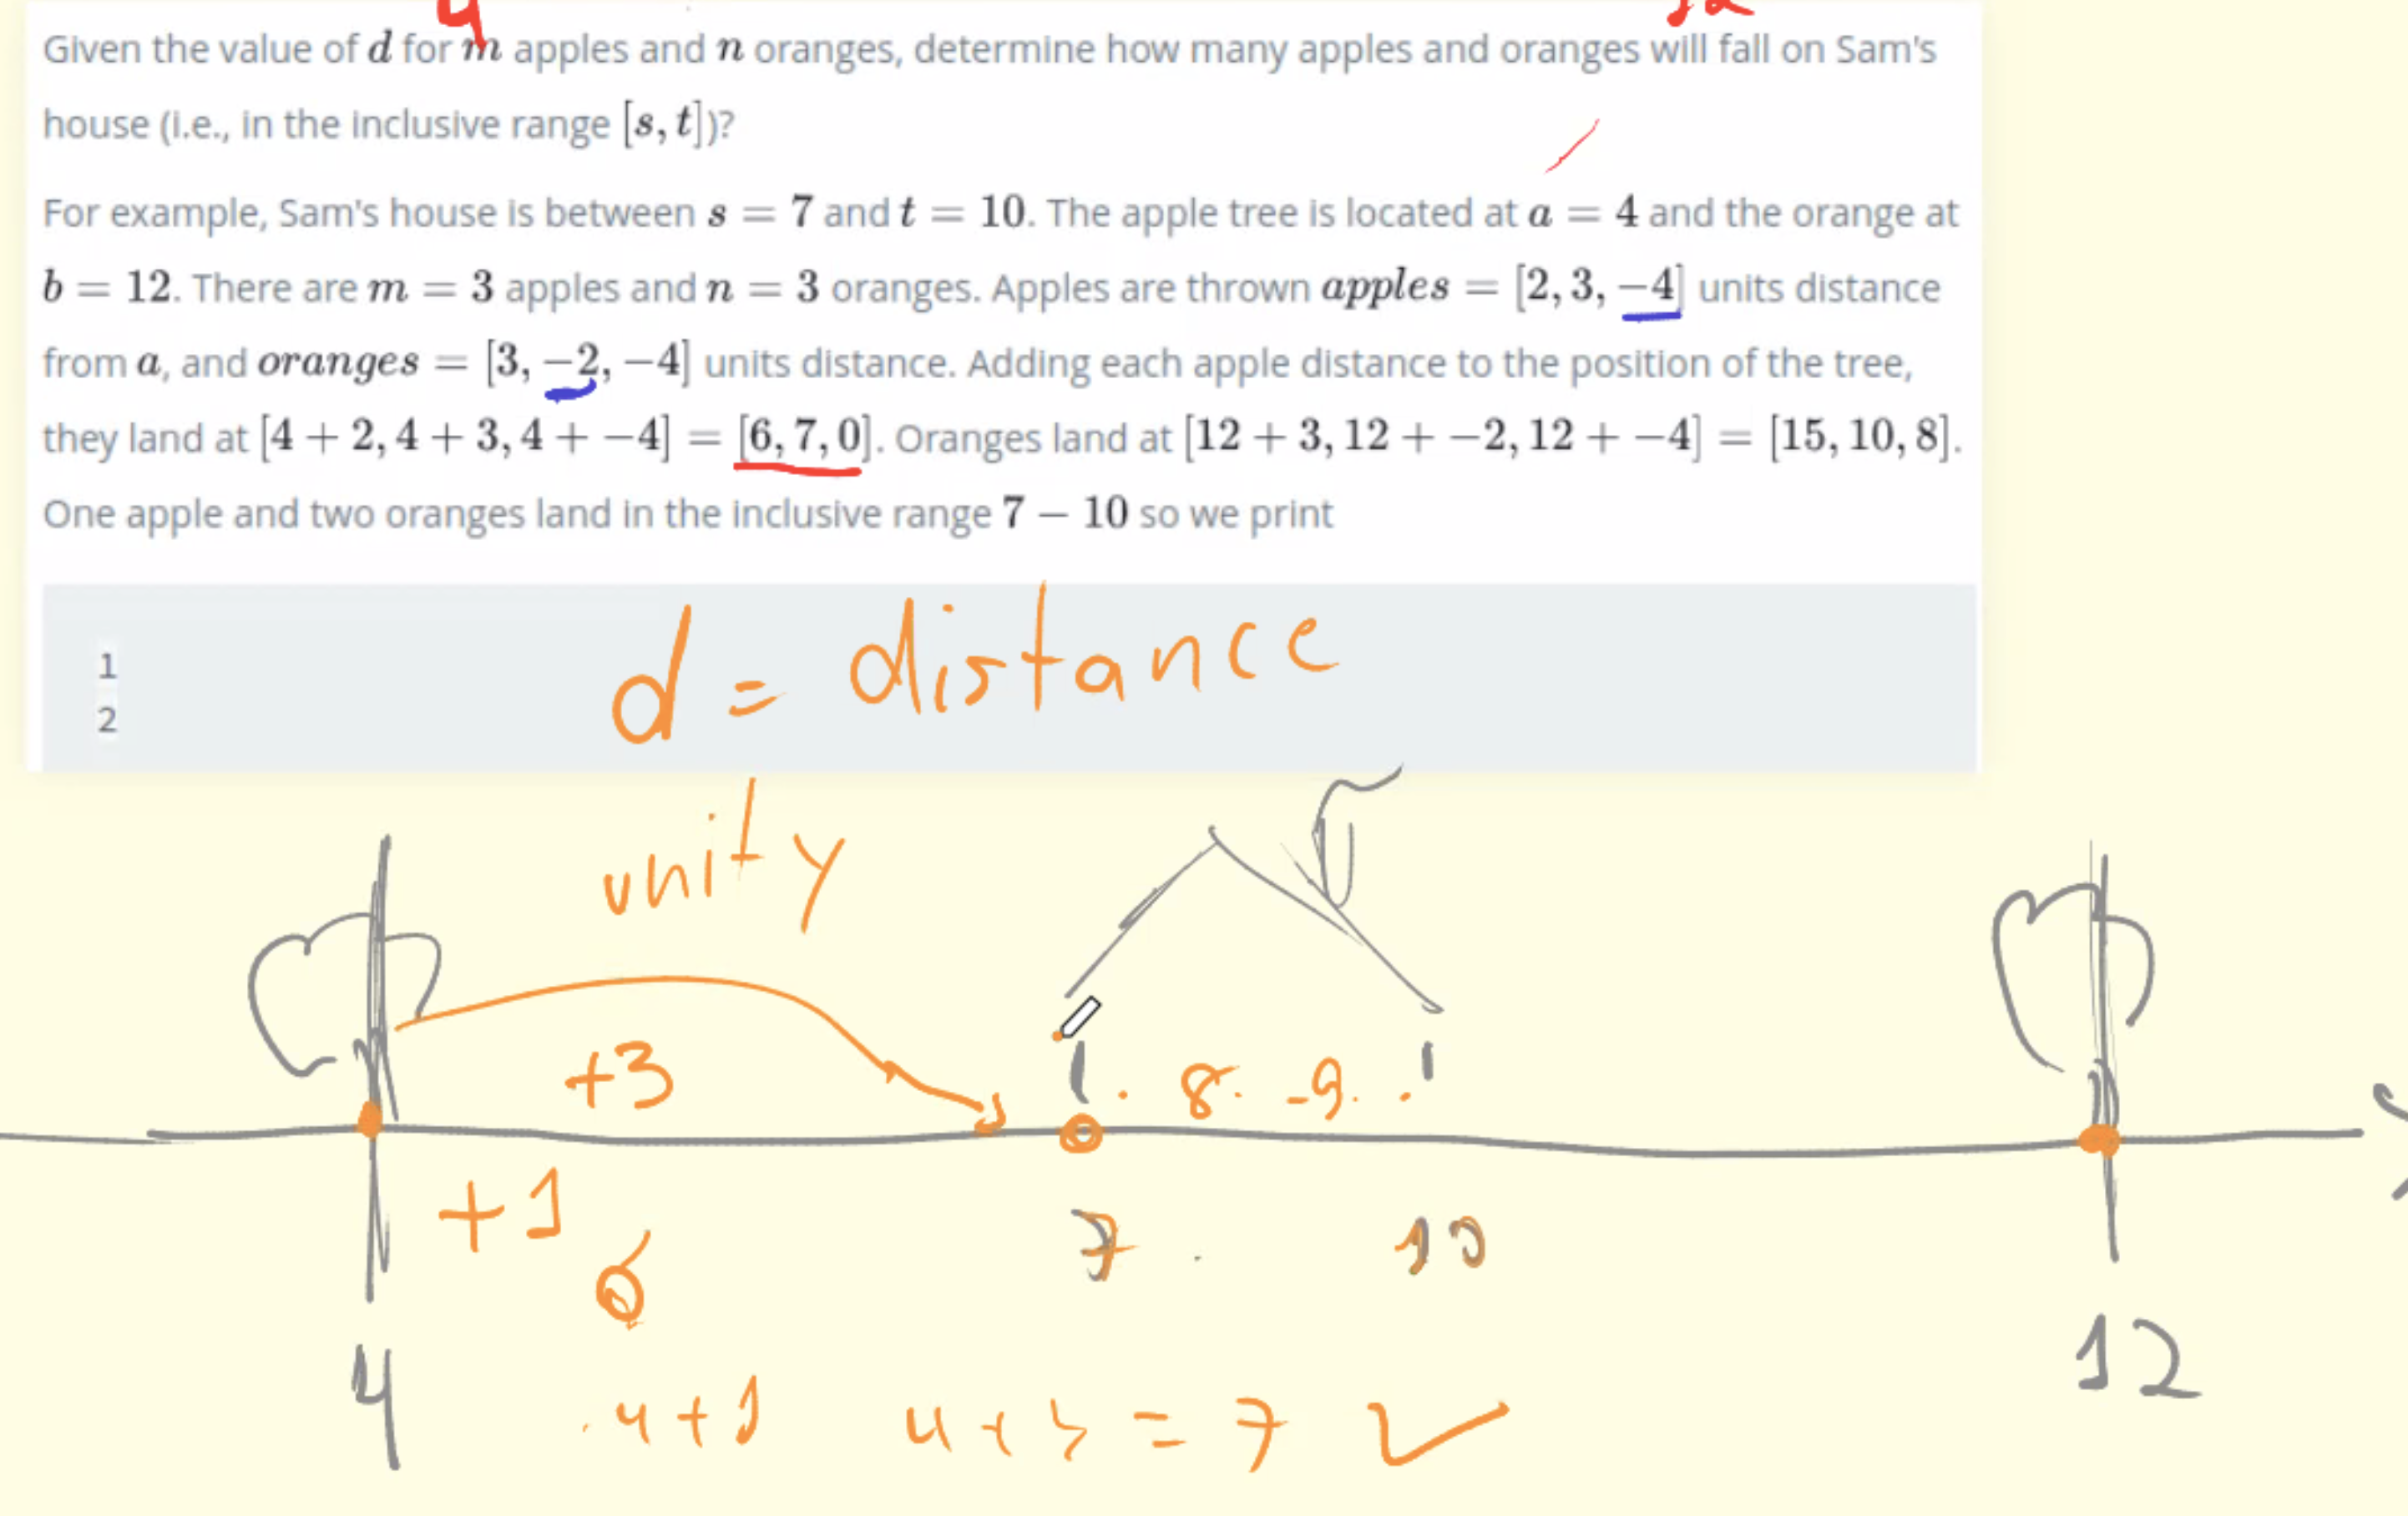 4 12
Given the value of d for m apples and n oranges, determine how many apples and oranges will fall on Sam's
house (i.e., in the inclusive range [s, t])?
For example, Sam's house is between s = 7 and t = 10. The apple tree is located at a = 4 and the orange at
b = 12. There are m = 3 apples and n = 3 oranges. Apples are thrown apples = [2, 3, −4] units distance
from a, and oranges = [3, −2, −4] units distance. Adding each apple distance to the position of the tree,
they land at [4 + 2, 4 + 3, 4 + −4] = [6, 7, 0]. Oranges land at [12 + 3, 12 + −2, 12 + −4] = [15, 10, 8].
One apple and two oranges land in the inclusive range 7 − 10 so we print
1
2
d = distance
unity
+3 8. -9.
+1 6 7 10
4 12
4+1 4+3 = 7 ✓